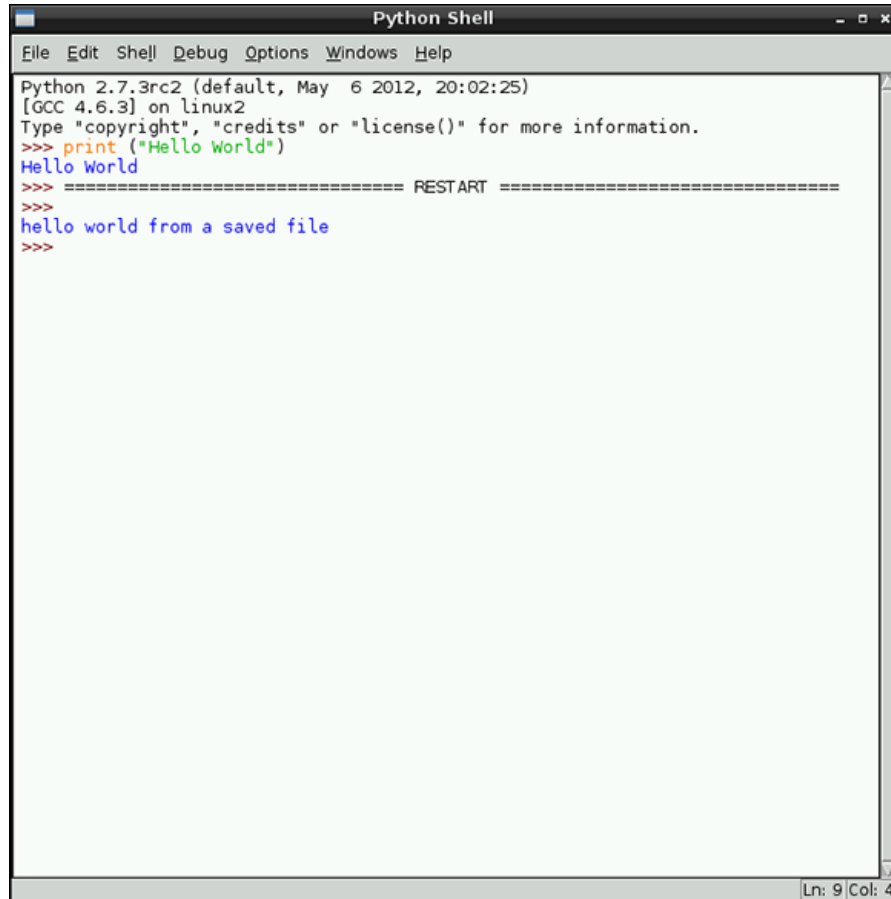 Python Shell
File Edit Shell Debug Options Windows Help
Python 2.7.3rc2 (default, May  6 2012, 20:02:25)
[GCC 4.6.3] on linux2
Type "copyright", "credits" or "license()" for more information.
>>> print ("Hello World")
Hello World
>>> ================================ RESTART ================================
>>>
hello world from a saved file
>>>
Ln: 9 Col: 4